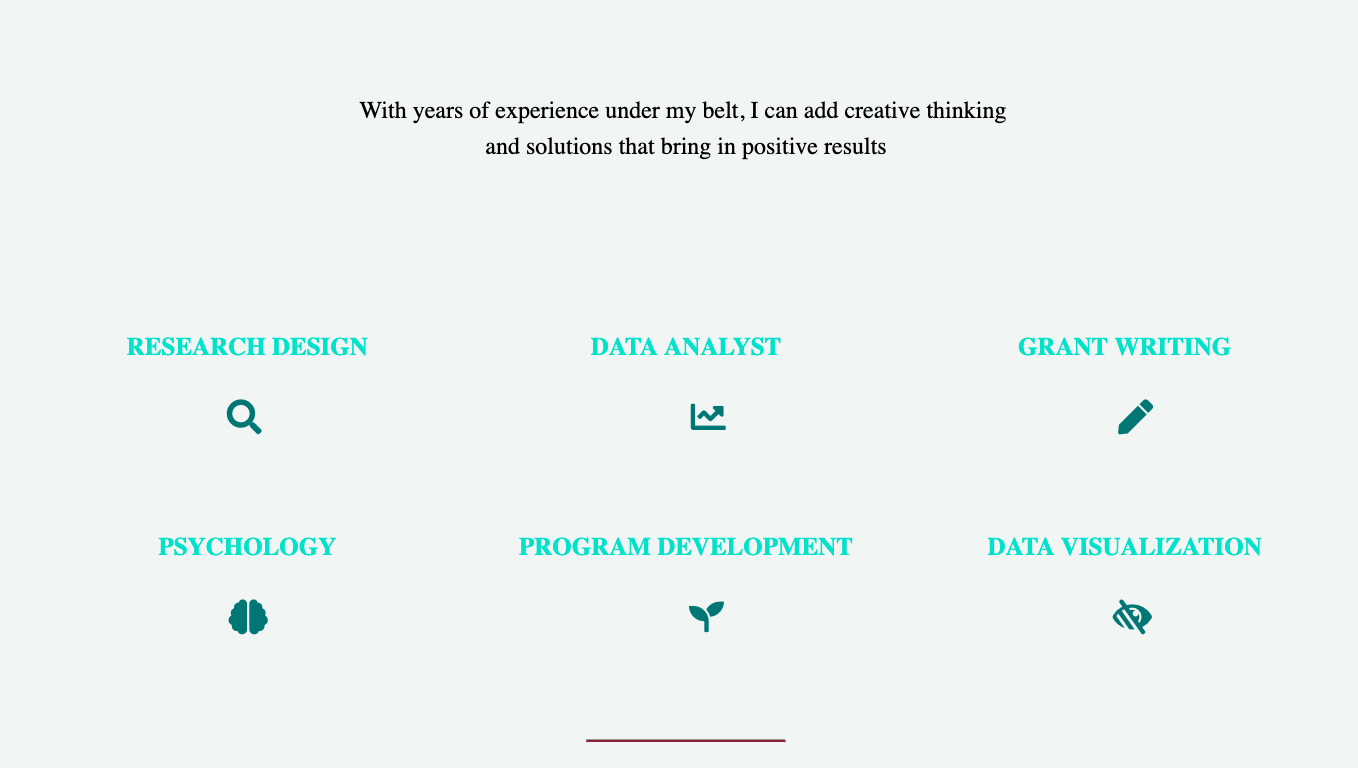 With years of experience under my belt, I can add creative thinking
and solutions that bring in positive results
RESEARCH DESIGN
DATA ANALYST
GRANT WRITING
PSYCHOLOGY
PROGRAM DEVELOPMENT
DATA VISUALIZATION